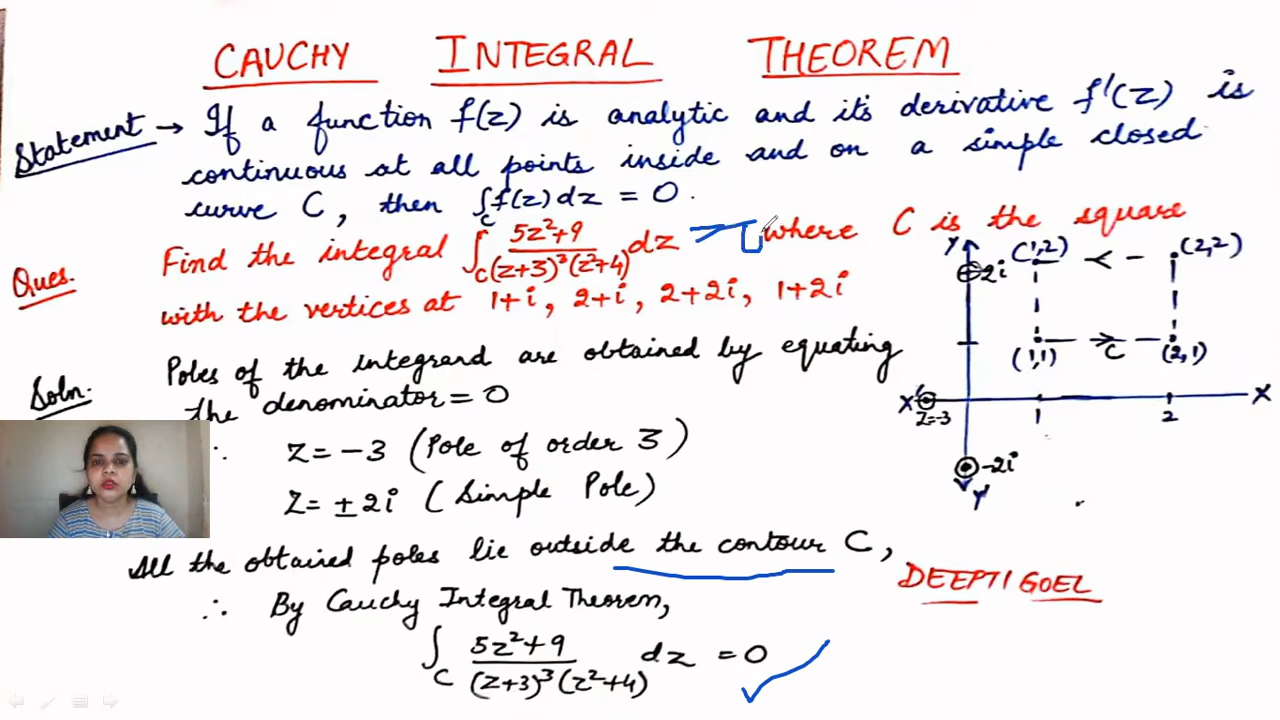 CAUCHY INTEGRAL THEOREM
Statement → If a function f(z) is analytic and it's derivative f'(z) is
continuous at all points inside and on a simple closed
curve C, then ∫_C f(z) dz = 0.
Ques. Find the integral ∫_C (5z²+9)/((z+3)³(z²+4)) dz where C is the square
with the vertices at 1+i, 2+i, 2+2i, 1+2i
Y
(1,2)
(2,2)
2i
(1,1)
C
(2,1)
X'
Z=-3
1
2
X
-2i
Y'
Soln. Poles of the integrand are obtained by equating
the denominator = 0
∴ Z = -3 (Pole of order 3)
Z = ±2i (Simple Pole)
All the obtained poles lie outside the contour C,
∴ By Cauchy Integral Theorem,
∫_C (5z²+9)/((z+3)³(z²+4)) dz = 0
DEEPTI GOEL